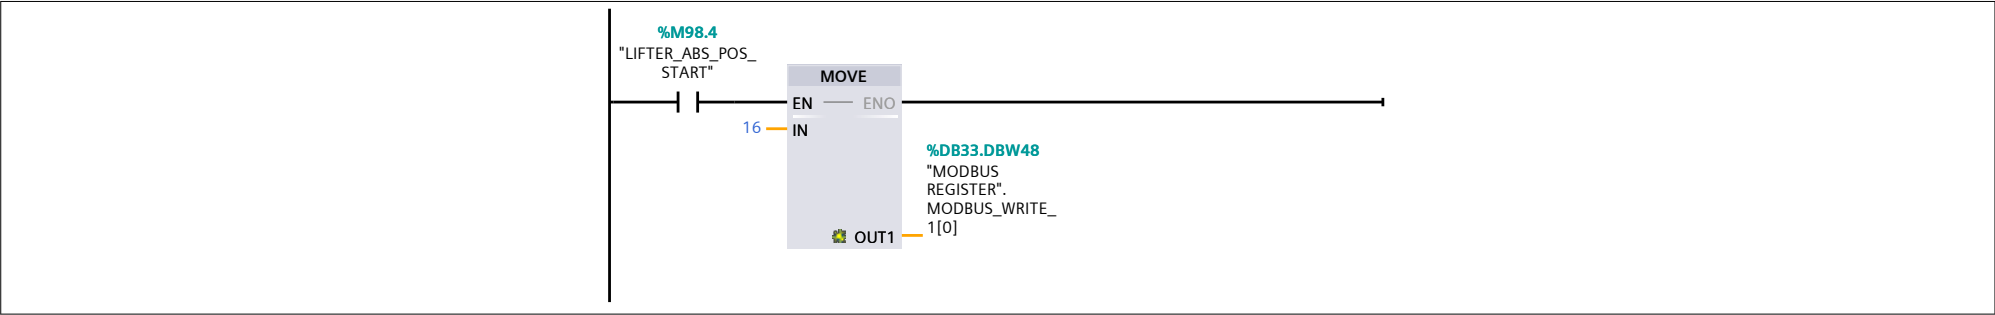 %M98.4
"LIFTER_ABS_POS_
START"
MOVE
EN
ENO
16
IN
%DB33.DBW48
"MODBUS
REGISTER".
MODBUS_WRITE_
1[0]
OUT1